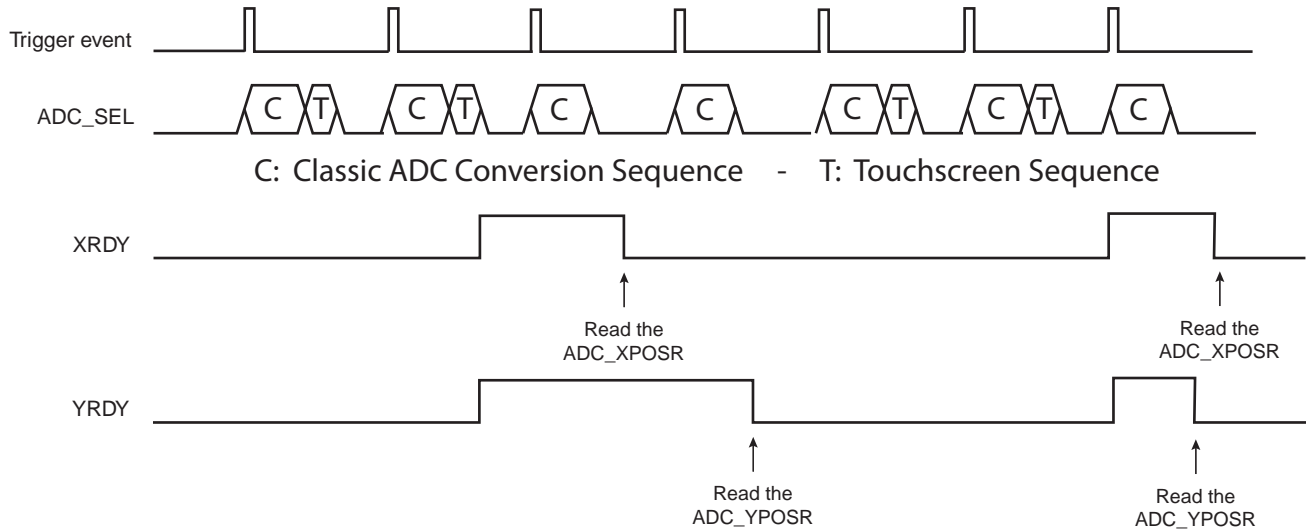 Trigger event
ADC_SEL
C T C T C C C T C T C
C: Classic ADC Conversion Sequence - T: Touchscreen Sequence
XRDY
Read the
ADC_XPOSR
Read the
ADC_XPOSR
YRDY
Read the
ADC_YPOSR
Read the
ADC_YPOSR